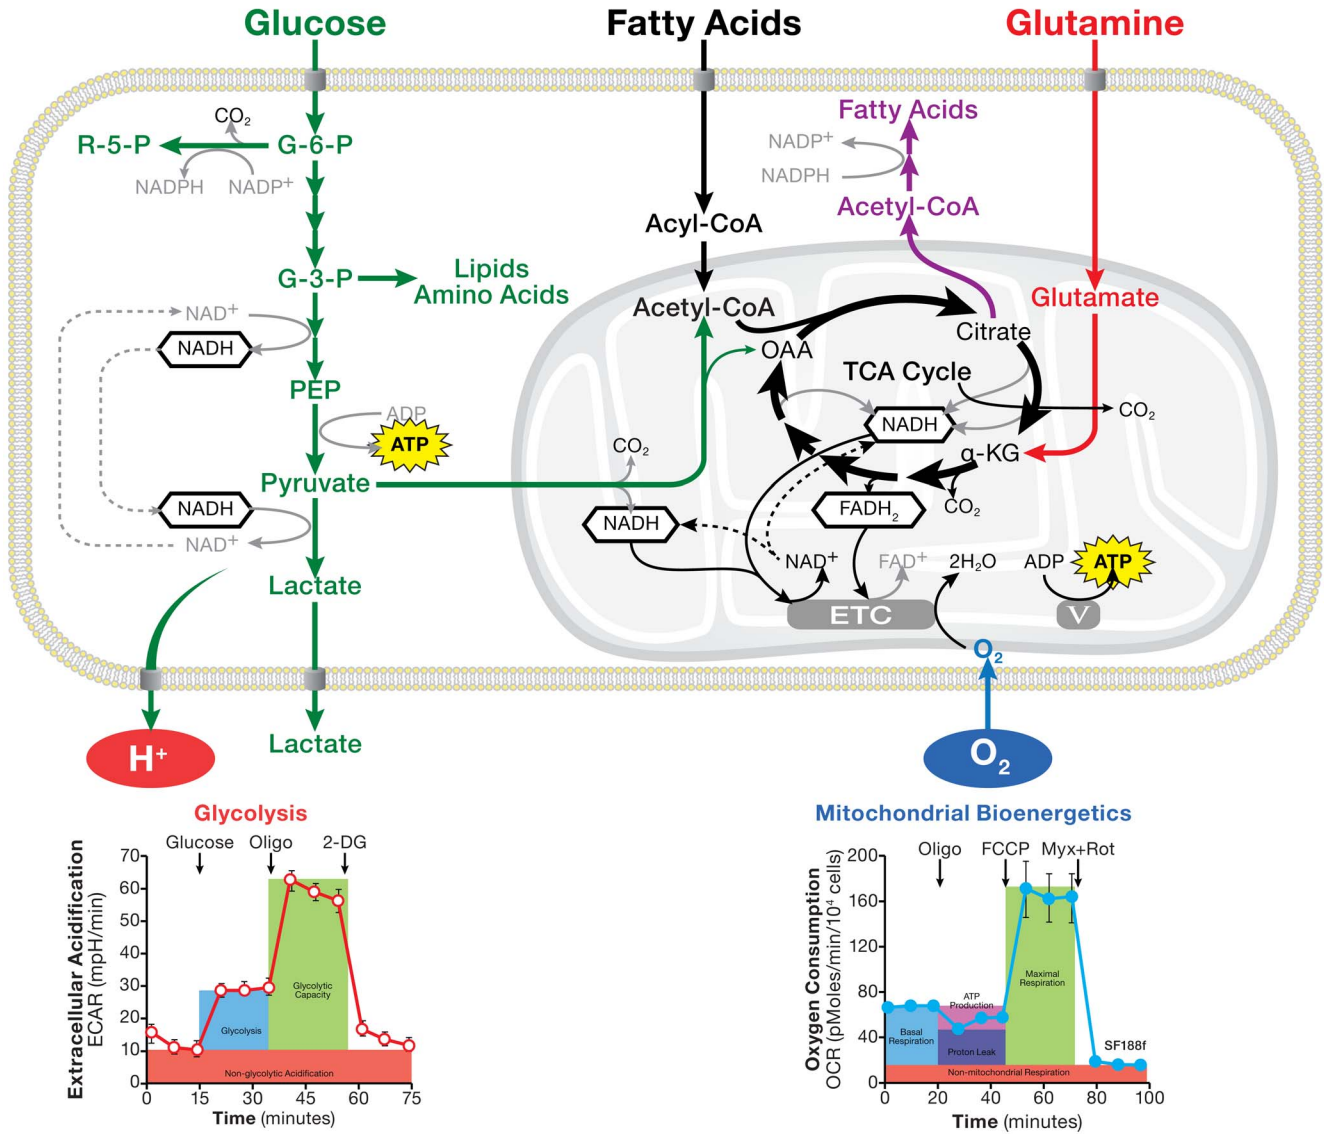 Glucose
Fatty Acids
Glutamine
CO2
R-5-P
G-6-P
NADPH
NADP+
Fatty Acids
NADP+
NADPH
Acetyl-CoA
Acyl-CoA
G-3-P
Lipids
Amino Acids
Acetyl-CoA
Glutamate
NAD+
NADH
OAA
Citrate
TCA Cycle
PEP
ADP
ATP
NADH
CO2
CO2
α-KG
Pyruvate
NADH
NADH
FADH2
CO2
NAD+
NAD+
FAD+
2H2O
ADP
ATP
Lactate
ETC
V
O2
H+
Lactate
O2
Glycolysis
Glucose
Oligo
2-DG
Extracellular Acidification
ECAR (mpH/min)
70
60
50
40
30
20
10
0
Glycolytic
Capacity
Glycolysis
Non-glycolytic Acidification
0
15
30
45
60
75
Time (minutes)
Mitochondrial Bioenergetics
Oligo
FCCP
Myx+Rot
Oxygen Consumption
OCR (pMoles/min/10⁴ cells)
200
160
120
80
40
0
Maximal
Respiration
ATP
Production
Basal
Respiration
Proton Leak
SF188f
Non-mitochondrial Respiration
0
20
40
60
80
100
Time (minutes)